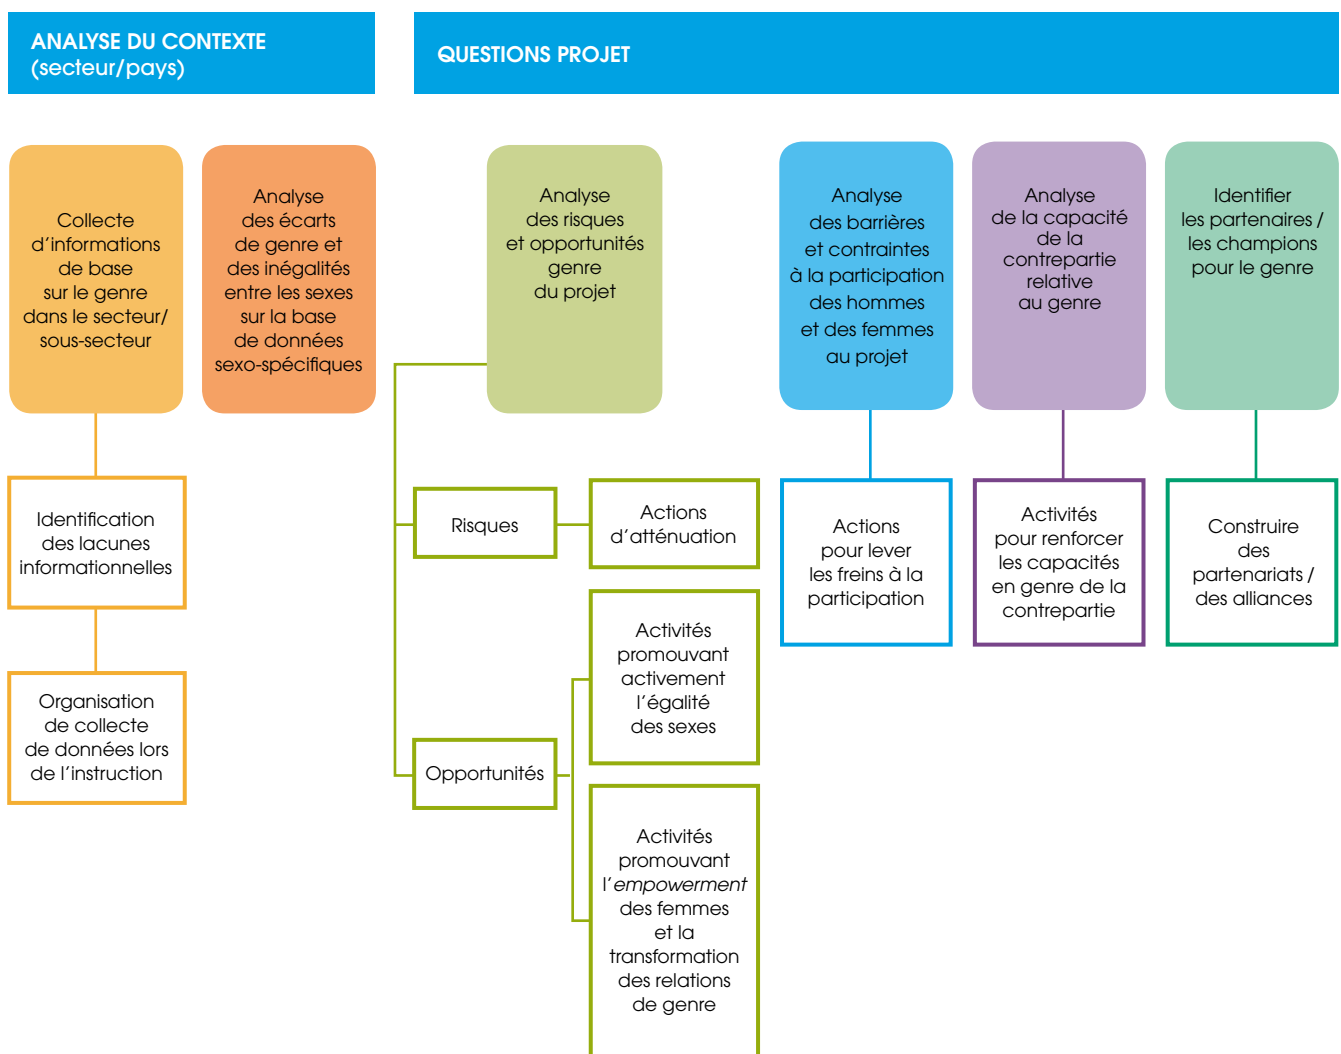 ANALYSE DU CONTEXTE
(secteur/pays)
QUESTIONS PROJET
Collecte
d’informations
de base
sur le genre
dans le secteur/
sous-secteur
Analyse
des écarts
de genre et
des inégalités
entre les sexes
sur la base
de données
sexo-spécifiques
Analyse
des risques
et opportunités
genre
du projet
Analyse
des barrières
et contraintes
à la participation
des hommes
et des femmes
au projet
Analyse
de la capacité
de la
contrepartie
relative
au genre
Identifier
les partenaires /
les champions
pour le genre
Identification
des lacunes
informationnelles
Organisation
de collecte
de données lors
de l’instruction
Risques
Actions
d’atténuation
Opportunités
Activités
promouvant
activement
l’égalité
des sexes
Activités
promouvant
l’empowerment
des femmes
et la
transformation
des relations
de genre
Actions
pour lever
les freins à la
participation
Activités
pour renforcer
les capacités
en genre de la
contrepartie
Construire
des
partenariats /
des alliances